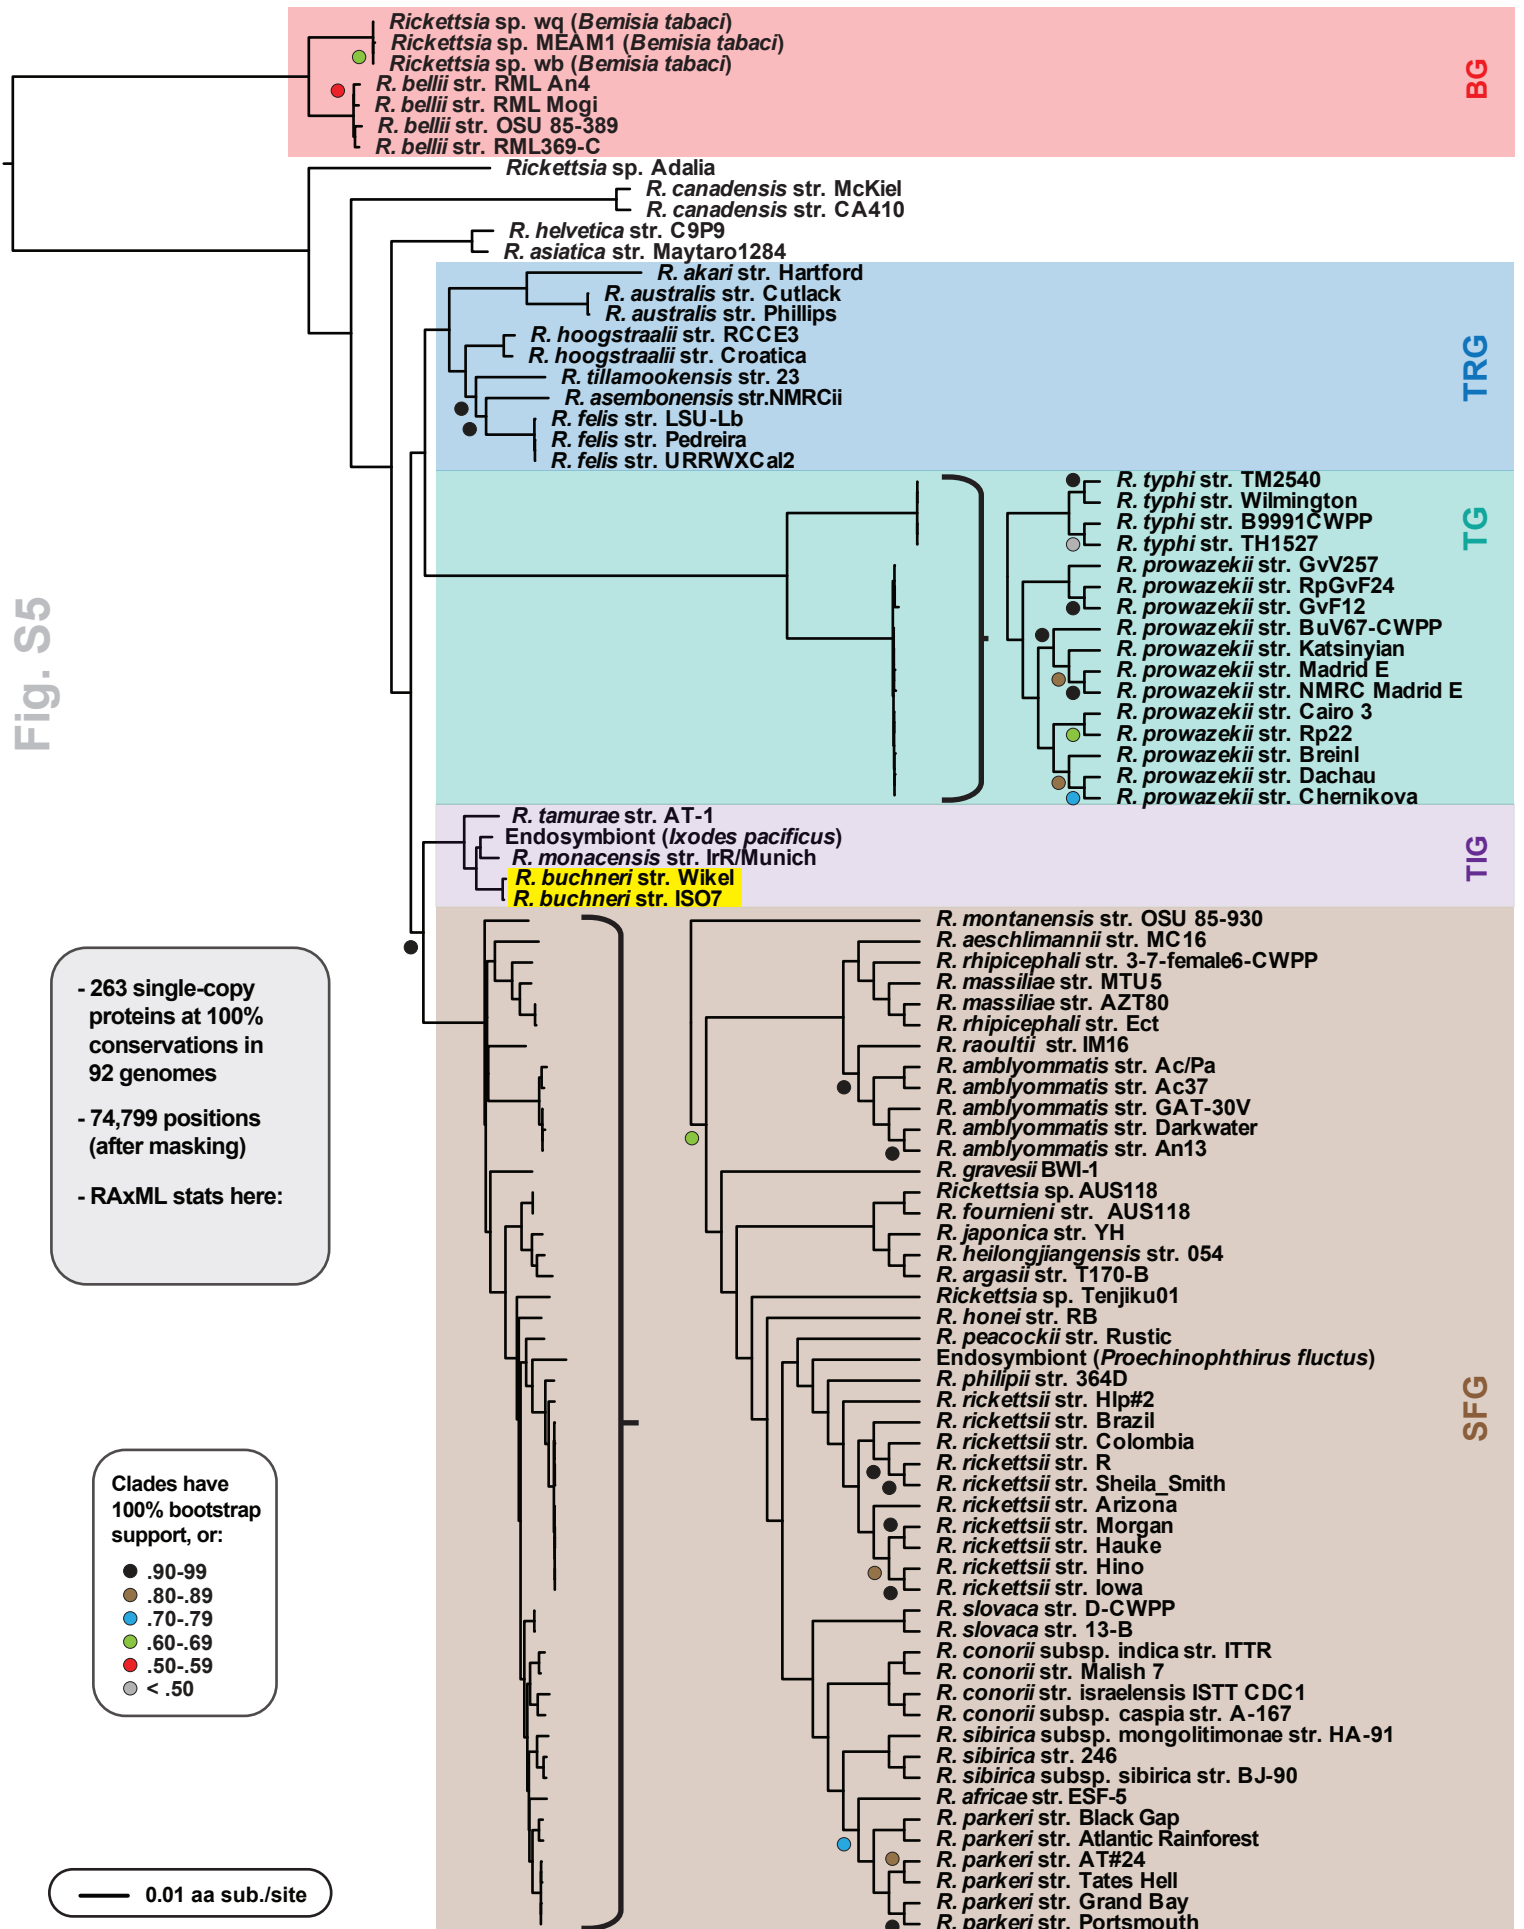 Rickettsia sp. wq (Bemisia tabaci)
Rickettsia sp. MEAM1 (Bemisia tabaci)
Rickettsia sp. wb (Bemisia tabaci)
R. bellii str. RML An4
R. bellii str. RML Mogi
R. bellii str. OSU 85-389
R. bellii str. RML369-C
BG
Rickettsia sp. Adalia
R. canadensis str. McKiel
R. canadensis str. CA410
R. helvetica str. C9P9
R. asiatica str. Maytaro1284
R. akari str. Hartford
R. australis str. Cutlack
R. australis str. Phillips
R. hoogstraalii str. RCCE3
R. hoogstraalii str. Croatica
R. tillamookensis str. 23
R. asembonensis str.NMRCii
R. felis str. LSU-Lb
R. felis str. Pedreira
R. felis str. URRWXCal2
TRG
R. typhi str. TM2540
R. typhi str. Wilmington
R. typhi str. B9991CWPP
R. typhi str. TH1527
R. prowazekii str. GvV257
R. prowazekii str. RpGvF24
R. prowazekii str. GvF12
R. prowazekii str. BuV67-CWPP
R. prowazekii str. Katsinyian
R. prowazekii str. Madrid E
R. prowazekii str. NMRC Madrid E
R. prowazekii str. Cairo 3
R. prowazekii str. Rp22
R. prowazekii str. Breinl
R. prowazekii str. Dachau
R. prowazekii str. Chernikova
TG
Fig. S5
R. tamurae str. AT-1
Endosymbiont (Ixodes pacificus)
R. monacensis str. IrR/Munich
R. buchneri str. Wikel
R. buchneri str. ISO7
TIG
R. montanensis str. OSU 85-930
R. aeschlimannii str. MC16
R. rhipicephali str. 3-7-female6-CWPP
R. massiliae str. MTU5
R. massiliae str. AZT80
R. rhipicephali str. Ect
R. raoultii str. IM16
R. amblyommatis str. Ac/Pa
R. amblyommatis str. Ac37
R. amblyommatis str. GAT-30V
R. amblyommatis str. Darkwater
R. amblyommatis str. An13
R. gravesii BWI-1
Rickettsia sp. AUS118
R. fournieni str. AUS118
R. japonica str. YH
R. heilongjiangensis str. 054
R. argasii str. T170-B
Rickettsia sp. Tenjiku01
R. honei str. RB
R. peacockii str. Rustic
Endosymbiont (Proechinophthirus fluctus)
R. philipii str. 364D
R. rickettsii str. Hlp#2
R. rickettsii str. Brazil
R. rickettsii str. Colombia
R. rickettsii str. R
R. rickettsii str. Sheila_Smith
R. rickettsii str. Arizona
R. rickettsii str. Morgan
R. rickettsii str. Hauke
R. rickettsii str. Hino
R. rickettsii str. Iowa
R. slovaca str. D-CWPP
R. slovaca str. 13-B
R. conorii subsp. indica str. ITTR
R. conorii str. Malish 7
R. conorii str. israelensis ISTT CDC1
R. conorii subsp. caspia str. A-167
R. sibirica subsp. mongolitimonae str. HA-91
R. sibirica str. 246
R. sibirica subsp. sibirica str. BJ-90
R. africae str. ESF-5
R. parkeri str. Black Gap
R. parkeri str. Atlantic Rainforest
R. parkeri str. AT#24
R. parkeri str. Tates Hell
R. parkeri str. Grand Bay
R. parkeri str. Portsmouth
SFG
- 263 single-copy
proteins at 100%
conservations in
92 genomes
- 74,799 positions
(after masking)
- RAxML stats here:
Clades have
100% bootstrap
support, or:
.90-.99
.80-.89
.70-.79
.60-.69
.50-.59
< .50
0.01 aa sub./site